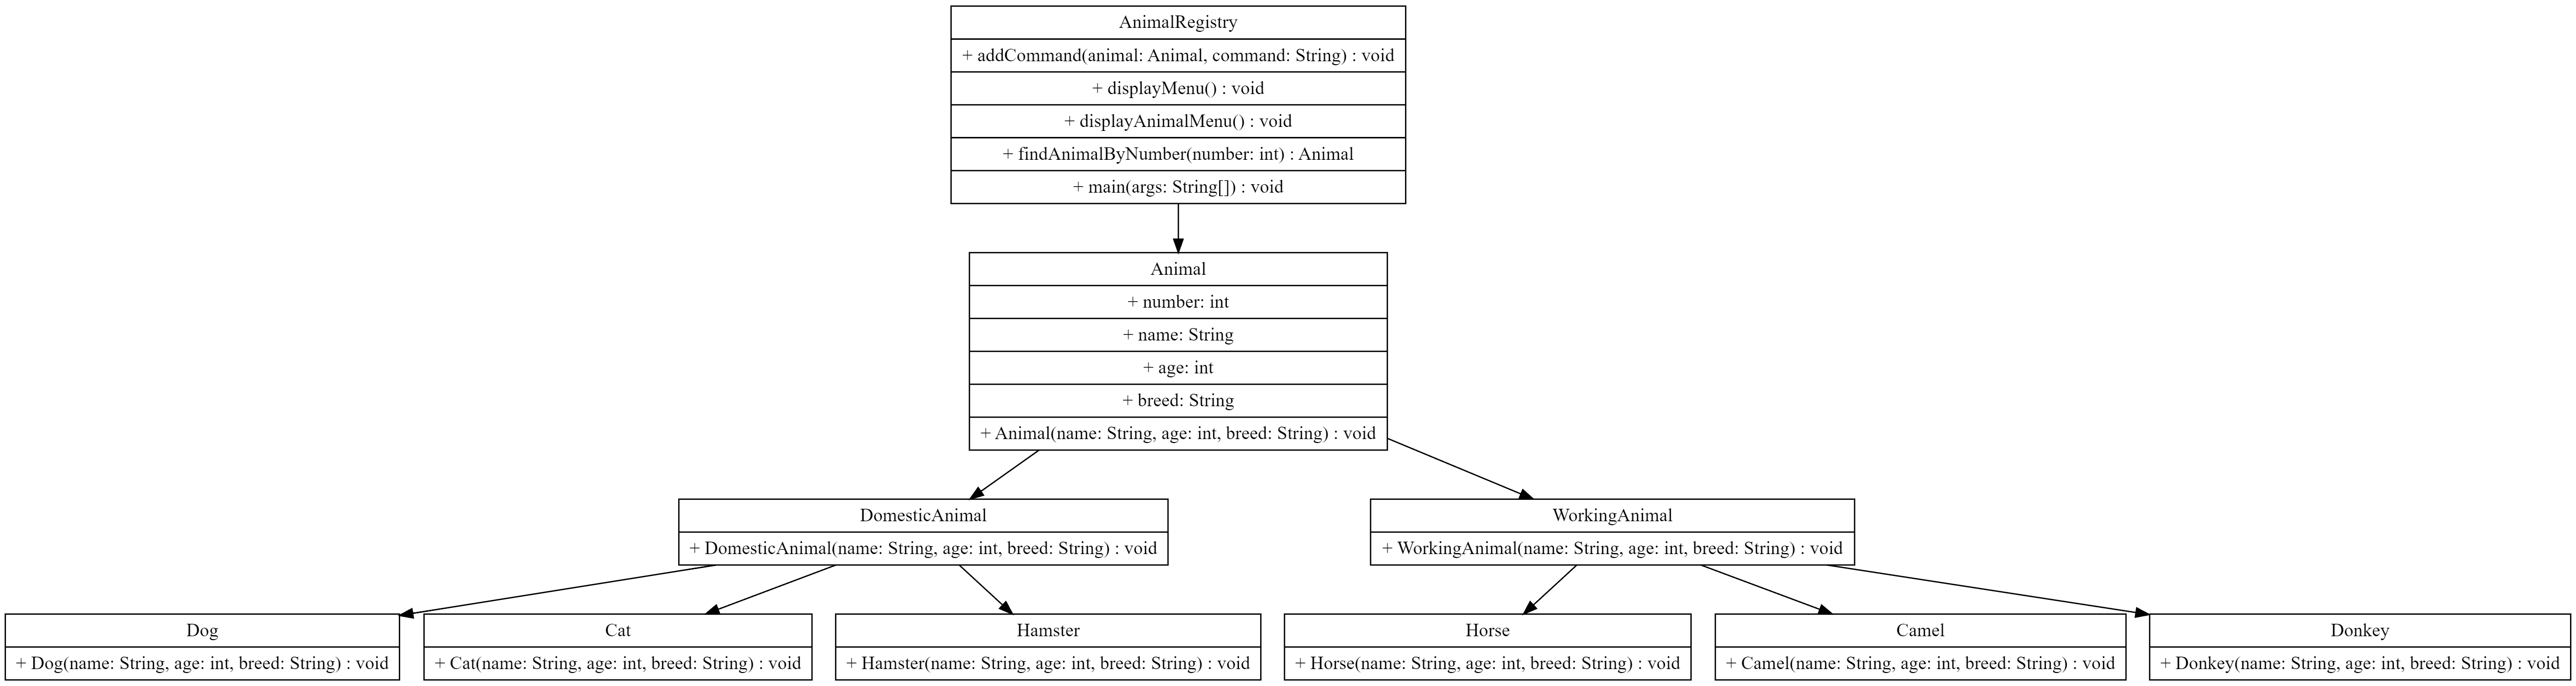 AnimalRegistry
+ addCommand(animal: Animal, command: String) : void
+ displayMenu() : void
+ displayAnimalMenu() : void
+ findAnimalByNumber(number: int) : Animal
+ main(args: String[]) : void
Animal
+ number: int
+ name: String
+ age: int
+ breed: String
+ Animal(name: String, age: int, breed: String) : void
DomesticAnimal
+ DomesticAnimal(name: String, age: int, breed: String) : void
WorkingAnimal
+ WorkingAnimal(name: String, age: int, breed: String) : void
Dog
+ Dog(name: String, age: int, breed: String) : void
Cat
+ Cat(name: String, age: int, breed: String) : void
Hamster
+ Hamster(name: String, age: int, breed: String) : void
Horse
+ Horse(name: String, age: int, breed: String) : void
Camel
+ Camel(name: String, age: int, breed: String) : void
Donkey
+ Donkey(name: String, age: int, breed: String) : void